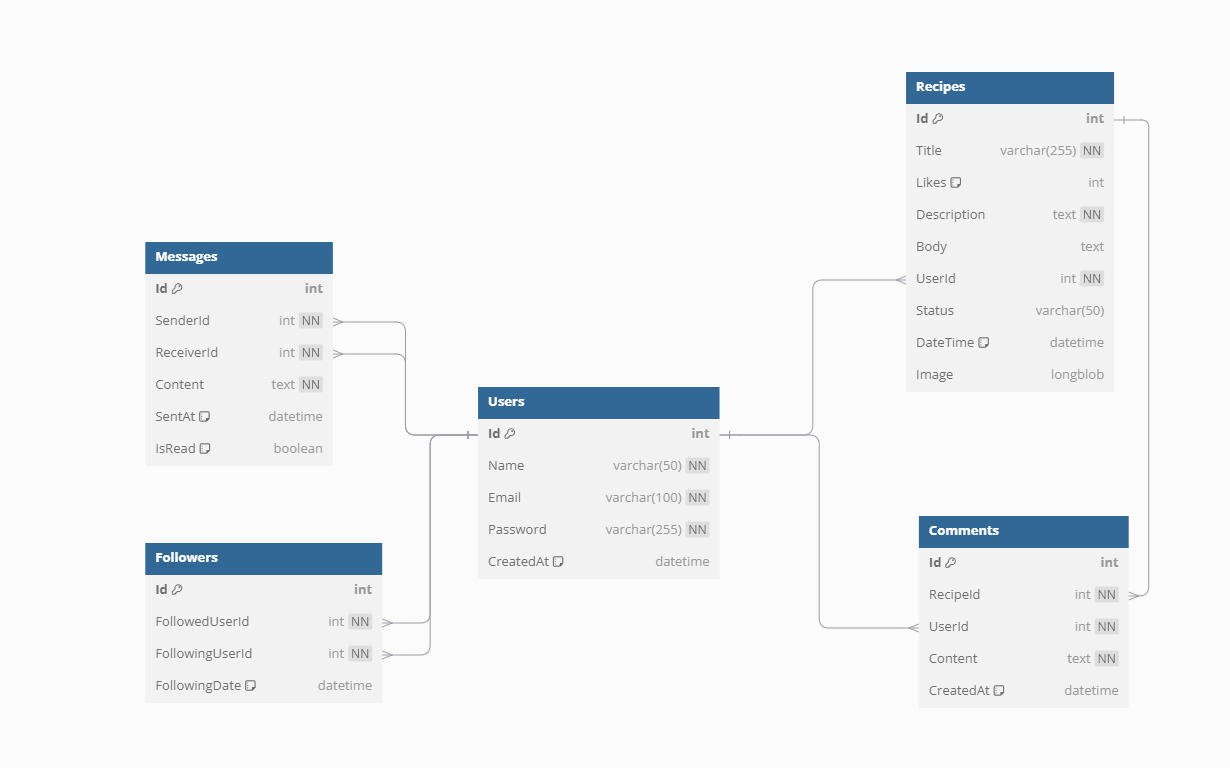 Recipes
Id int
Title varchar(255) NN
Likes int
Description text NN
Body text
UserId int NN
Status varchar(50)
DateTime datetime
Image longblob
Messages
Id int
SenderId int NN
ReceiverId int NN
Content text NN
SentAt datetime
IsRead boolean
Users
Id int
Name varchar(50) NN
Email varchar(100) NN
Password varchar(255) NN
CreatedAt datetime
Followers
Id int
FollowedUserId int NN
FollowingUserId int NN
FollowingDate datetime
Comments
Id int
RecipeId int NN
UserId int NN
Content text NN
CreatedAt datetime